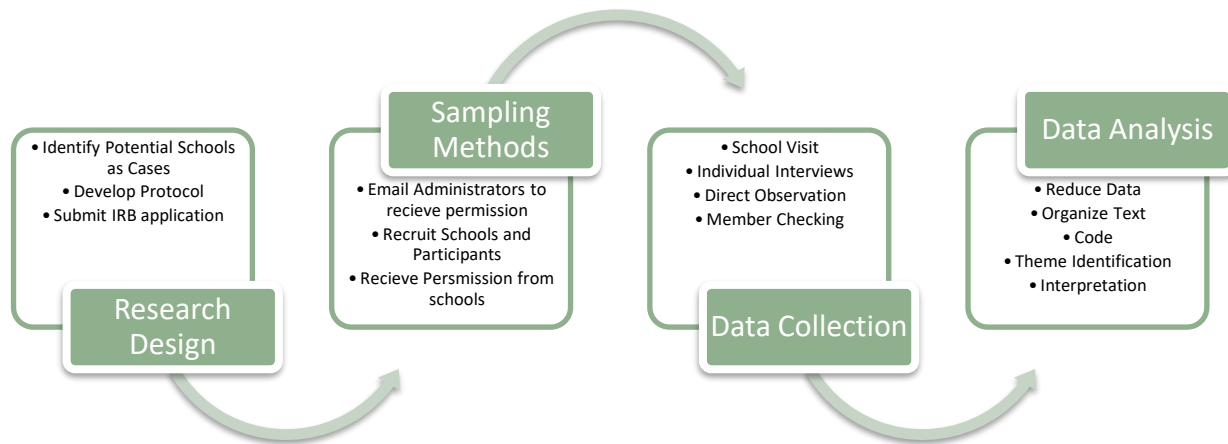 • Identify Potential Schools
as Cases
• Develop Protocol
• Submit IRB application
Research
Design
Sampling
Methods
• Email Administrators to
recieve permission
• Recruit Schools and
Participants
• Recieve Persmission from
schools
• School Visit
• Individual Interviews
• Direct Observation
• Member Checking
Data Collection
Data Analysis
• Reduce Data
• Organize Text
• Code
• Theme Identification
• Interpretation